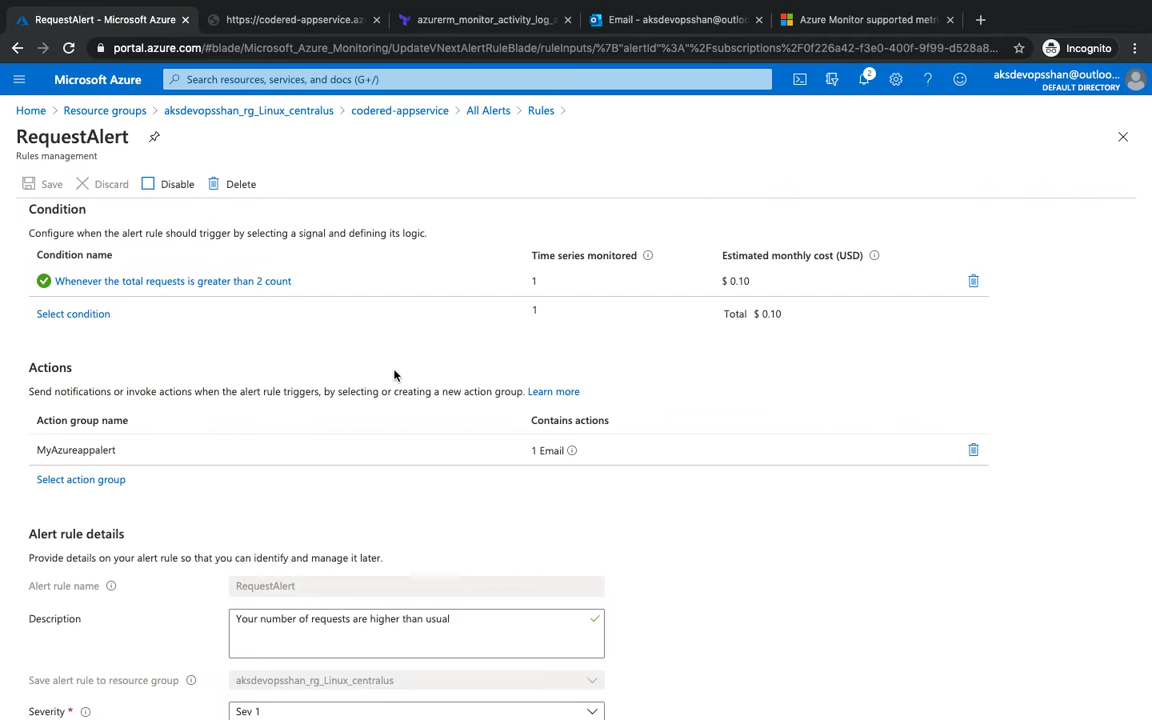 RequestAlert - Microsoft Azure
https://codered-appservice.az
azurerm_monitor_activity_log_a
Email - aksdevopsshan@outloo
Azure Monitor supported metri
portal.azure.com/#blade/Microsoft_Azure_Monitoring/UpdateVNextAlertRuleBlade/ruleInputs/%7B"alertId"%3A"%2Fsubscriptions%2F0f226a42-f3e0-400f-9f99-d528a8...
Incognito
Microsoft Azure
Search resources, services, and docs (G+/)
2
aksdevopsshan@outloo...
DEFAULT DIRECTORY
Home > Resource groups > aksdevopsshan_rg_Linux_centralus > codered-appservice > All Alerts > Rules >
RequestAlert
Rules management
Save Discard Disable Delete
Condition
Configure when the alert rule should trigger by selecting a signal and defining its logic.
Condition name Time series monitored Estimated monthly cost (USD)
Whenever the total requests is greater than 2 count 1 $ 0.10
Select condition 1 Total $ 0.10
Actions
Send notifications or invoke actions when the alert rule triggers, by selecting or creating a new action group. Learn more
Action group name Contains actions
MyAzureappalert 1 Email
Select action group
Alert rule details
Provide details on your alert rule so that you can identify and manage it later.
Alert rule name RequestAlert
Description Your number of requests are higher than usual
Save alert rule to resource group aksdevopsshan_rg_Linux_centralus
Severity * Sev 1